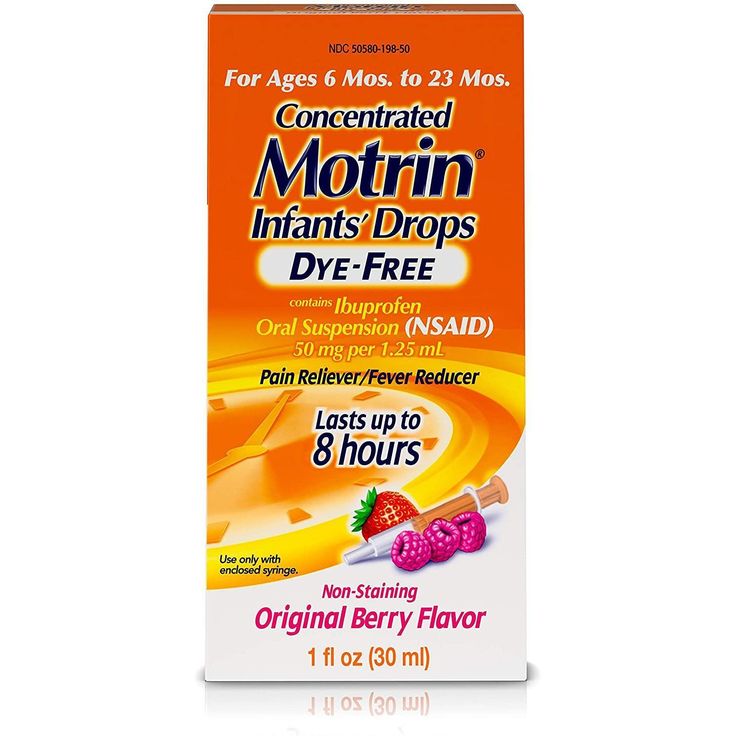 NDC 50580-198-50
For Ages 6 Mos. to 23 Mos.
Concentrated
Motrin®
Infants' Drops
DYE-FREE
contains Ibuprofen
Oral Suspension (NSAID)
50 mg per 1.25 mL
Pain Reliever/Fever Reducer
Lasts up to
8 hours
Use only with
enclosed syringe.
Non-Staining
Original Berry Flavor
1 fl oz (30 ml)